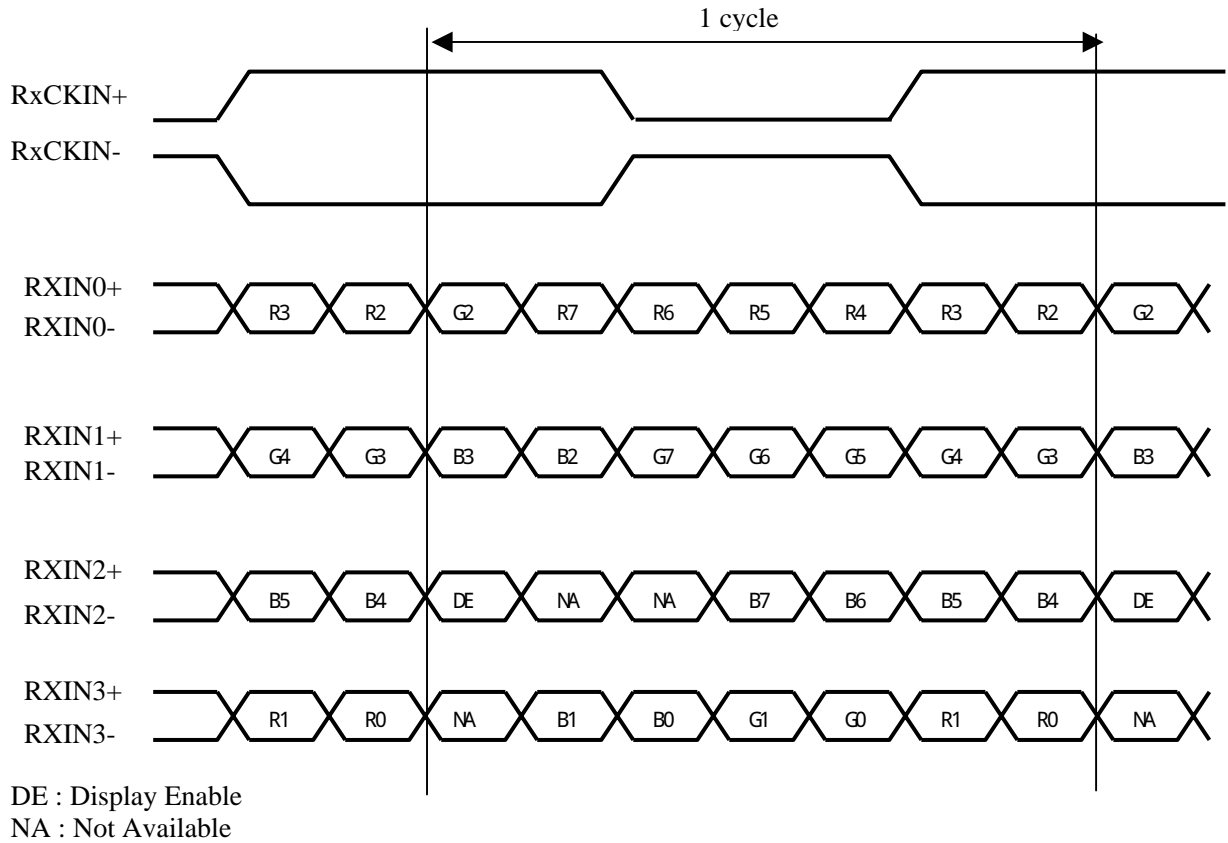 1 cycle
RxCKIN+
RxCKIN-
RXIN0+
R3 R2 G2 R7 R6 R5 R4 R3 R2 G2
RXIN0-
RXIN1+
G4 G3 B3 B2 G7 G6 G5 G4 G3 B3
RXIN1-
RXIN2+
B5 B4 DE NA NA B7 B6 B5 B4 DE
RXIN2-
RXIN3+
R1 R0 NA B1 B0 G1 G0 R1 R0 NA
RXIN3-
DE : Display Enable
NA : Not Available